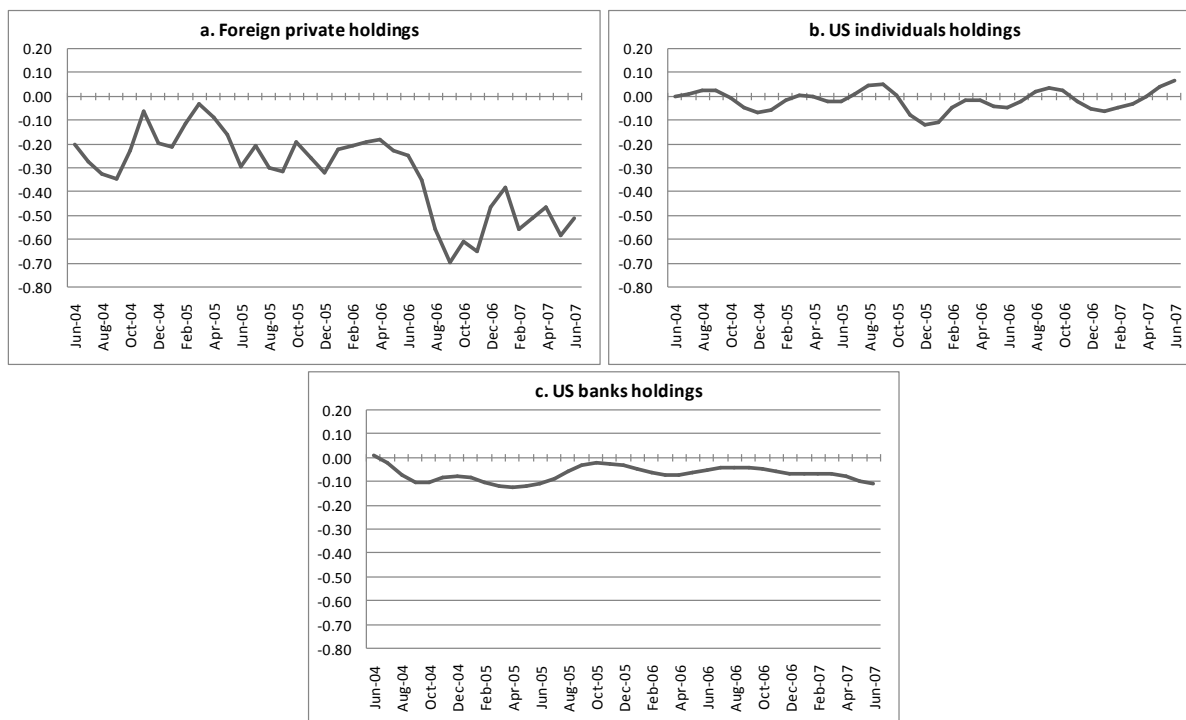 a. Foreign private holdings
0.20
0.10
0.00
-0.10
-0.20
-0.30
-0.40
-0.50
-0.60
-0.70
-0.80
Jun-04
Aug-04
Oct-04
Dec-04
Feb-05
Apr-05
Jun-05
Aug-05
Oct-05
Dec-05
Feb-06
Apr-06
Jun-06
Aug-06
Oct-06
Dec-06
Feb-07
Apr-07
Jun-07
b. US individuals holdings
0.20
0.10
0.00
-0.10
-0.20
-0.30
-0.40
-0.50
-0.60
-0.70
-0.80
Jun-04
Aug-04
Oct-04
Dec-04
Feb-05
Apr-05
Jun-05
Aug-05
Oct-05
Dec-05
Feb-06
Apr-06
Jun-06
Aug-06
Oct-06
Dec-06
Feb-07
Apr-07
Jun-07
c. US banks holdings
0.20
0.10
0.00
-0.10
-0.20
-0.30
-0.40
-0.50
-0.60
-0.70
-0.80
Jun-04
Aug-04
Oct-04
Dec-04
Feb-05
Apr-05
Jun-05
Aug-05
Oct-05
Dec-05
Feb-06
Apr-06
Jun-06
Aug-06
Oct-06
Dec-06
Feb-07
Apr-07
Jun-07